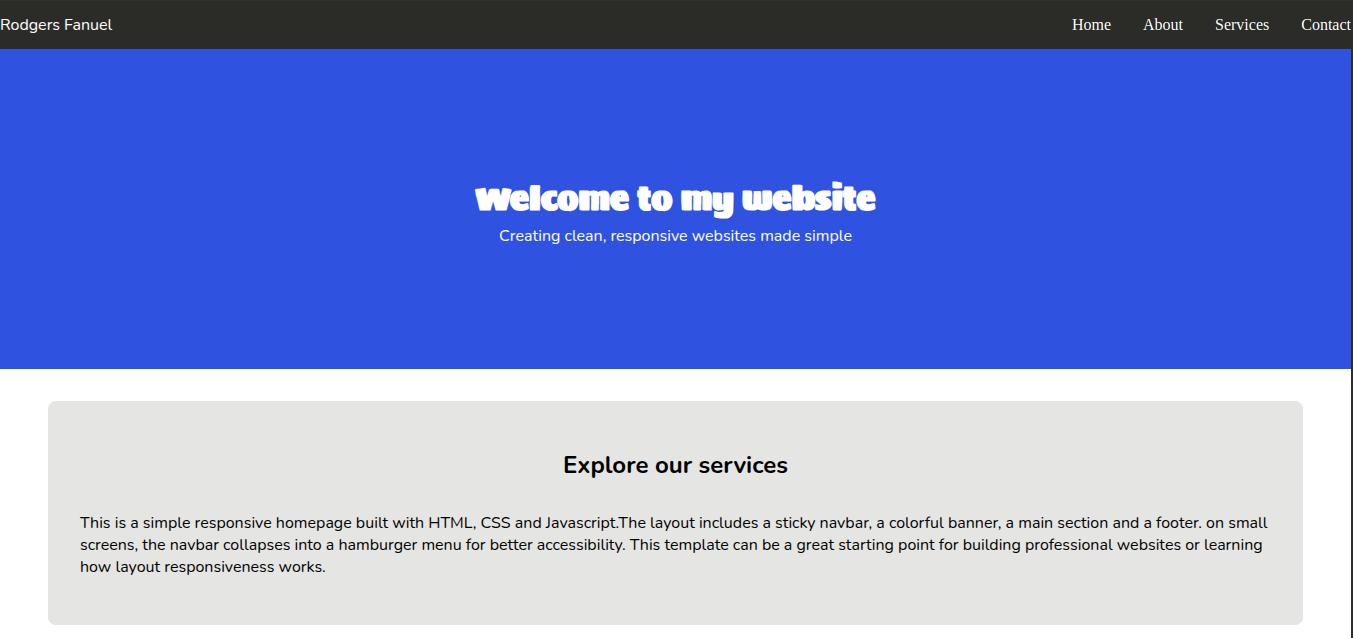 Rodgers Fanuel
Home About Services Contact
Welcome to my website
Creating clean, responsive websites made simple
Explore our services
This is a simple responsive homepage built with HTML, CSS and Javascript.The layout includes a sticky navbar, a colorful banner, a main section and a footer. on small
screens, the navbar collapses into a hamburger menu for better accessibility. This template can be a great starting point for building professional websites or learning
how layout responsiveness works.